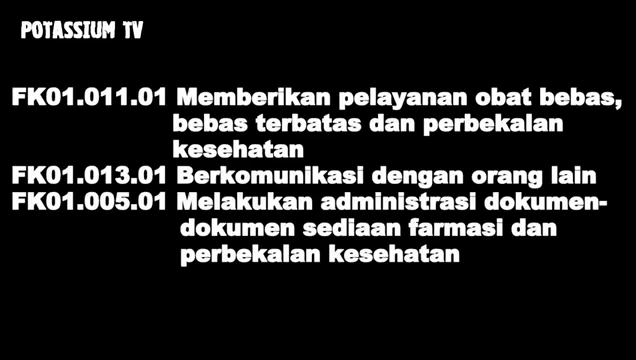 POTASSIUM TV
FK01.011.01 Memberikan pelayanan obat bebas,
bebas terbatas dan perbekalan
kesehatan
FK01.013.01 Berkomunikasi dengan orang lain
FK01.005.01 Melakukan administrasi dokumen-
dokumen sediaan farmasi dan
perbekalan kesehatan